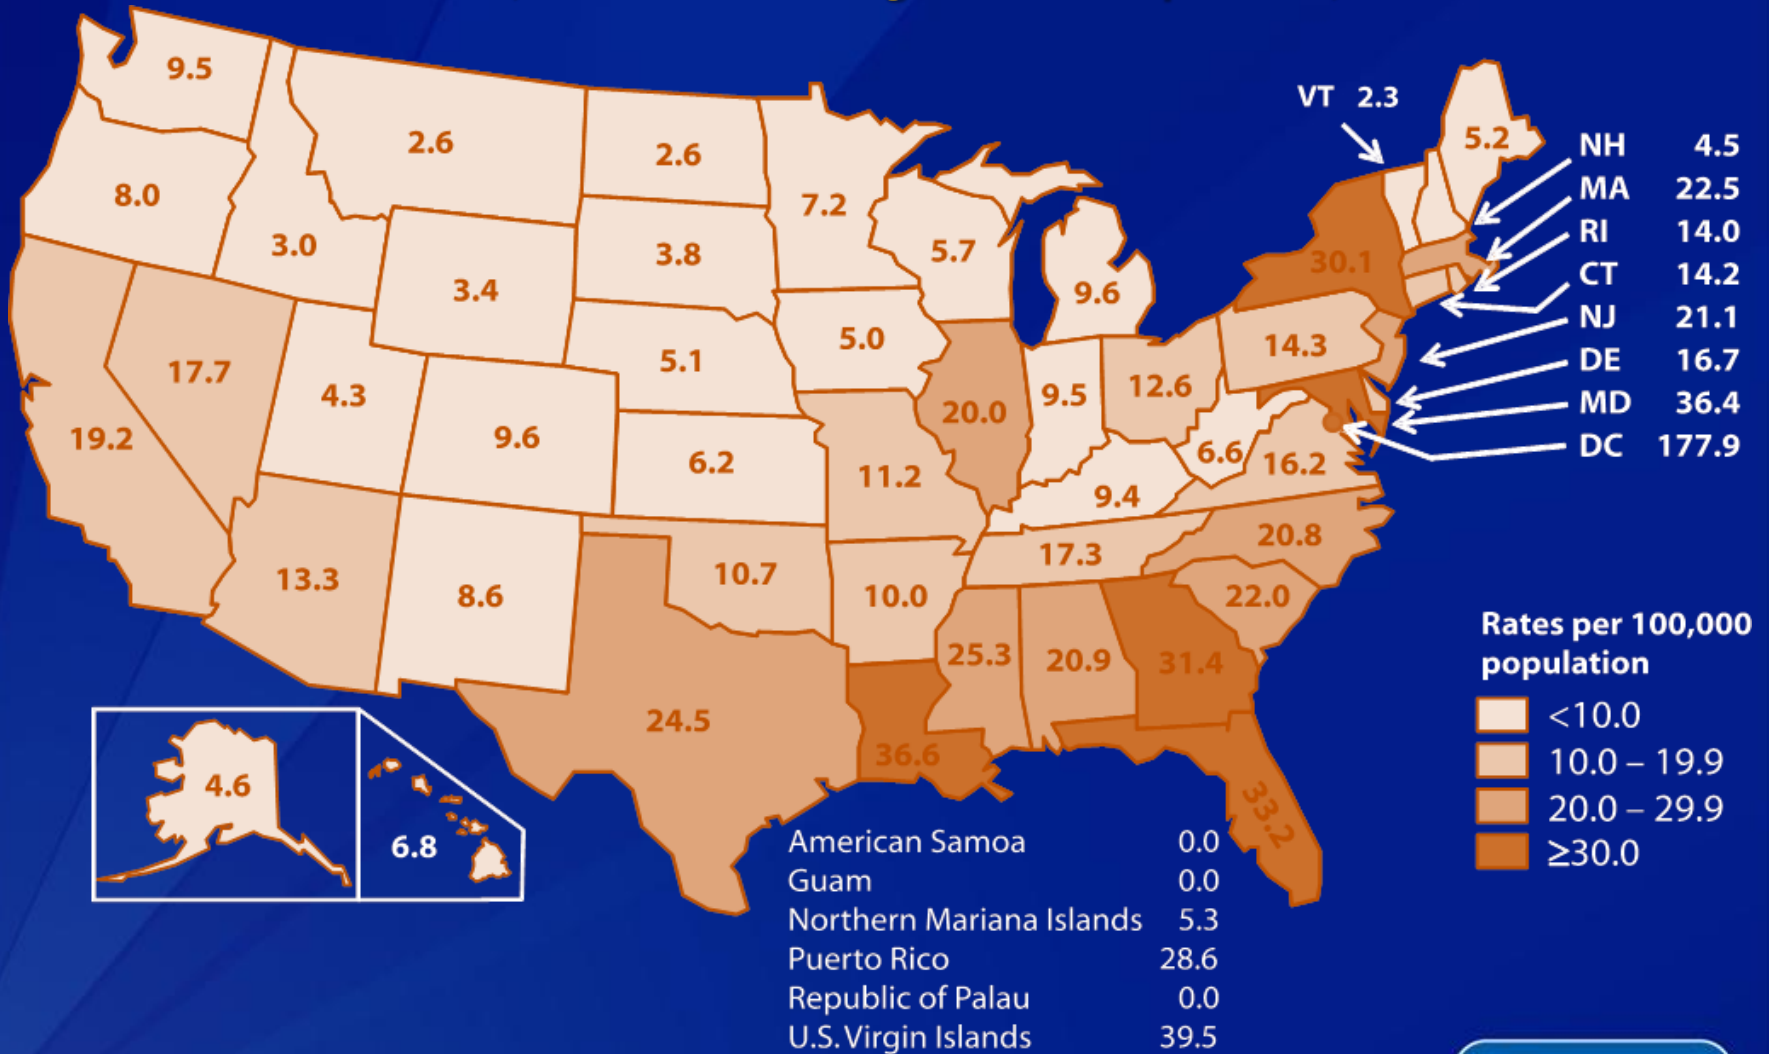 9.5
VT 2.3
2.6
2.6
5.2
NH 4.5
8.0
7.2
MA 22.5
3.0
3.8
5.7
RI 14.0
3.4
9.6
30.1
CT 14.2
NJ 21.1
17.7
4.3
5.1
5.0
14.3
DE 16.7
19.2
9.6
20.0
9.5
12.6
MD 36.4
6.2
11.2
6.6
16.2
DC 177.9
9.4
13.3
8.6
10.7
10.0
17.3
20.8
22.0
24.5
25.3
20.9
31.4
36.6
33.2
4.6
6.8
Rates per 100,000
population
<10.0
10.0 – 19.9
20.0 – 29.9
≥30.0
American Samoa 0.0
Guam 0.0
Northern Mariana Islands 5.3
Puerto Rico 28.6
Republic of Palau 0.0
U.S. Virgin Islands 39.5